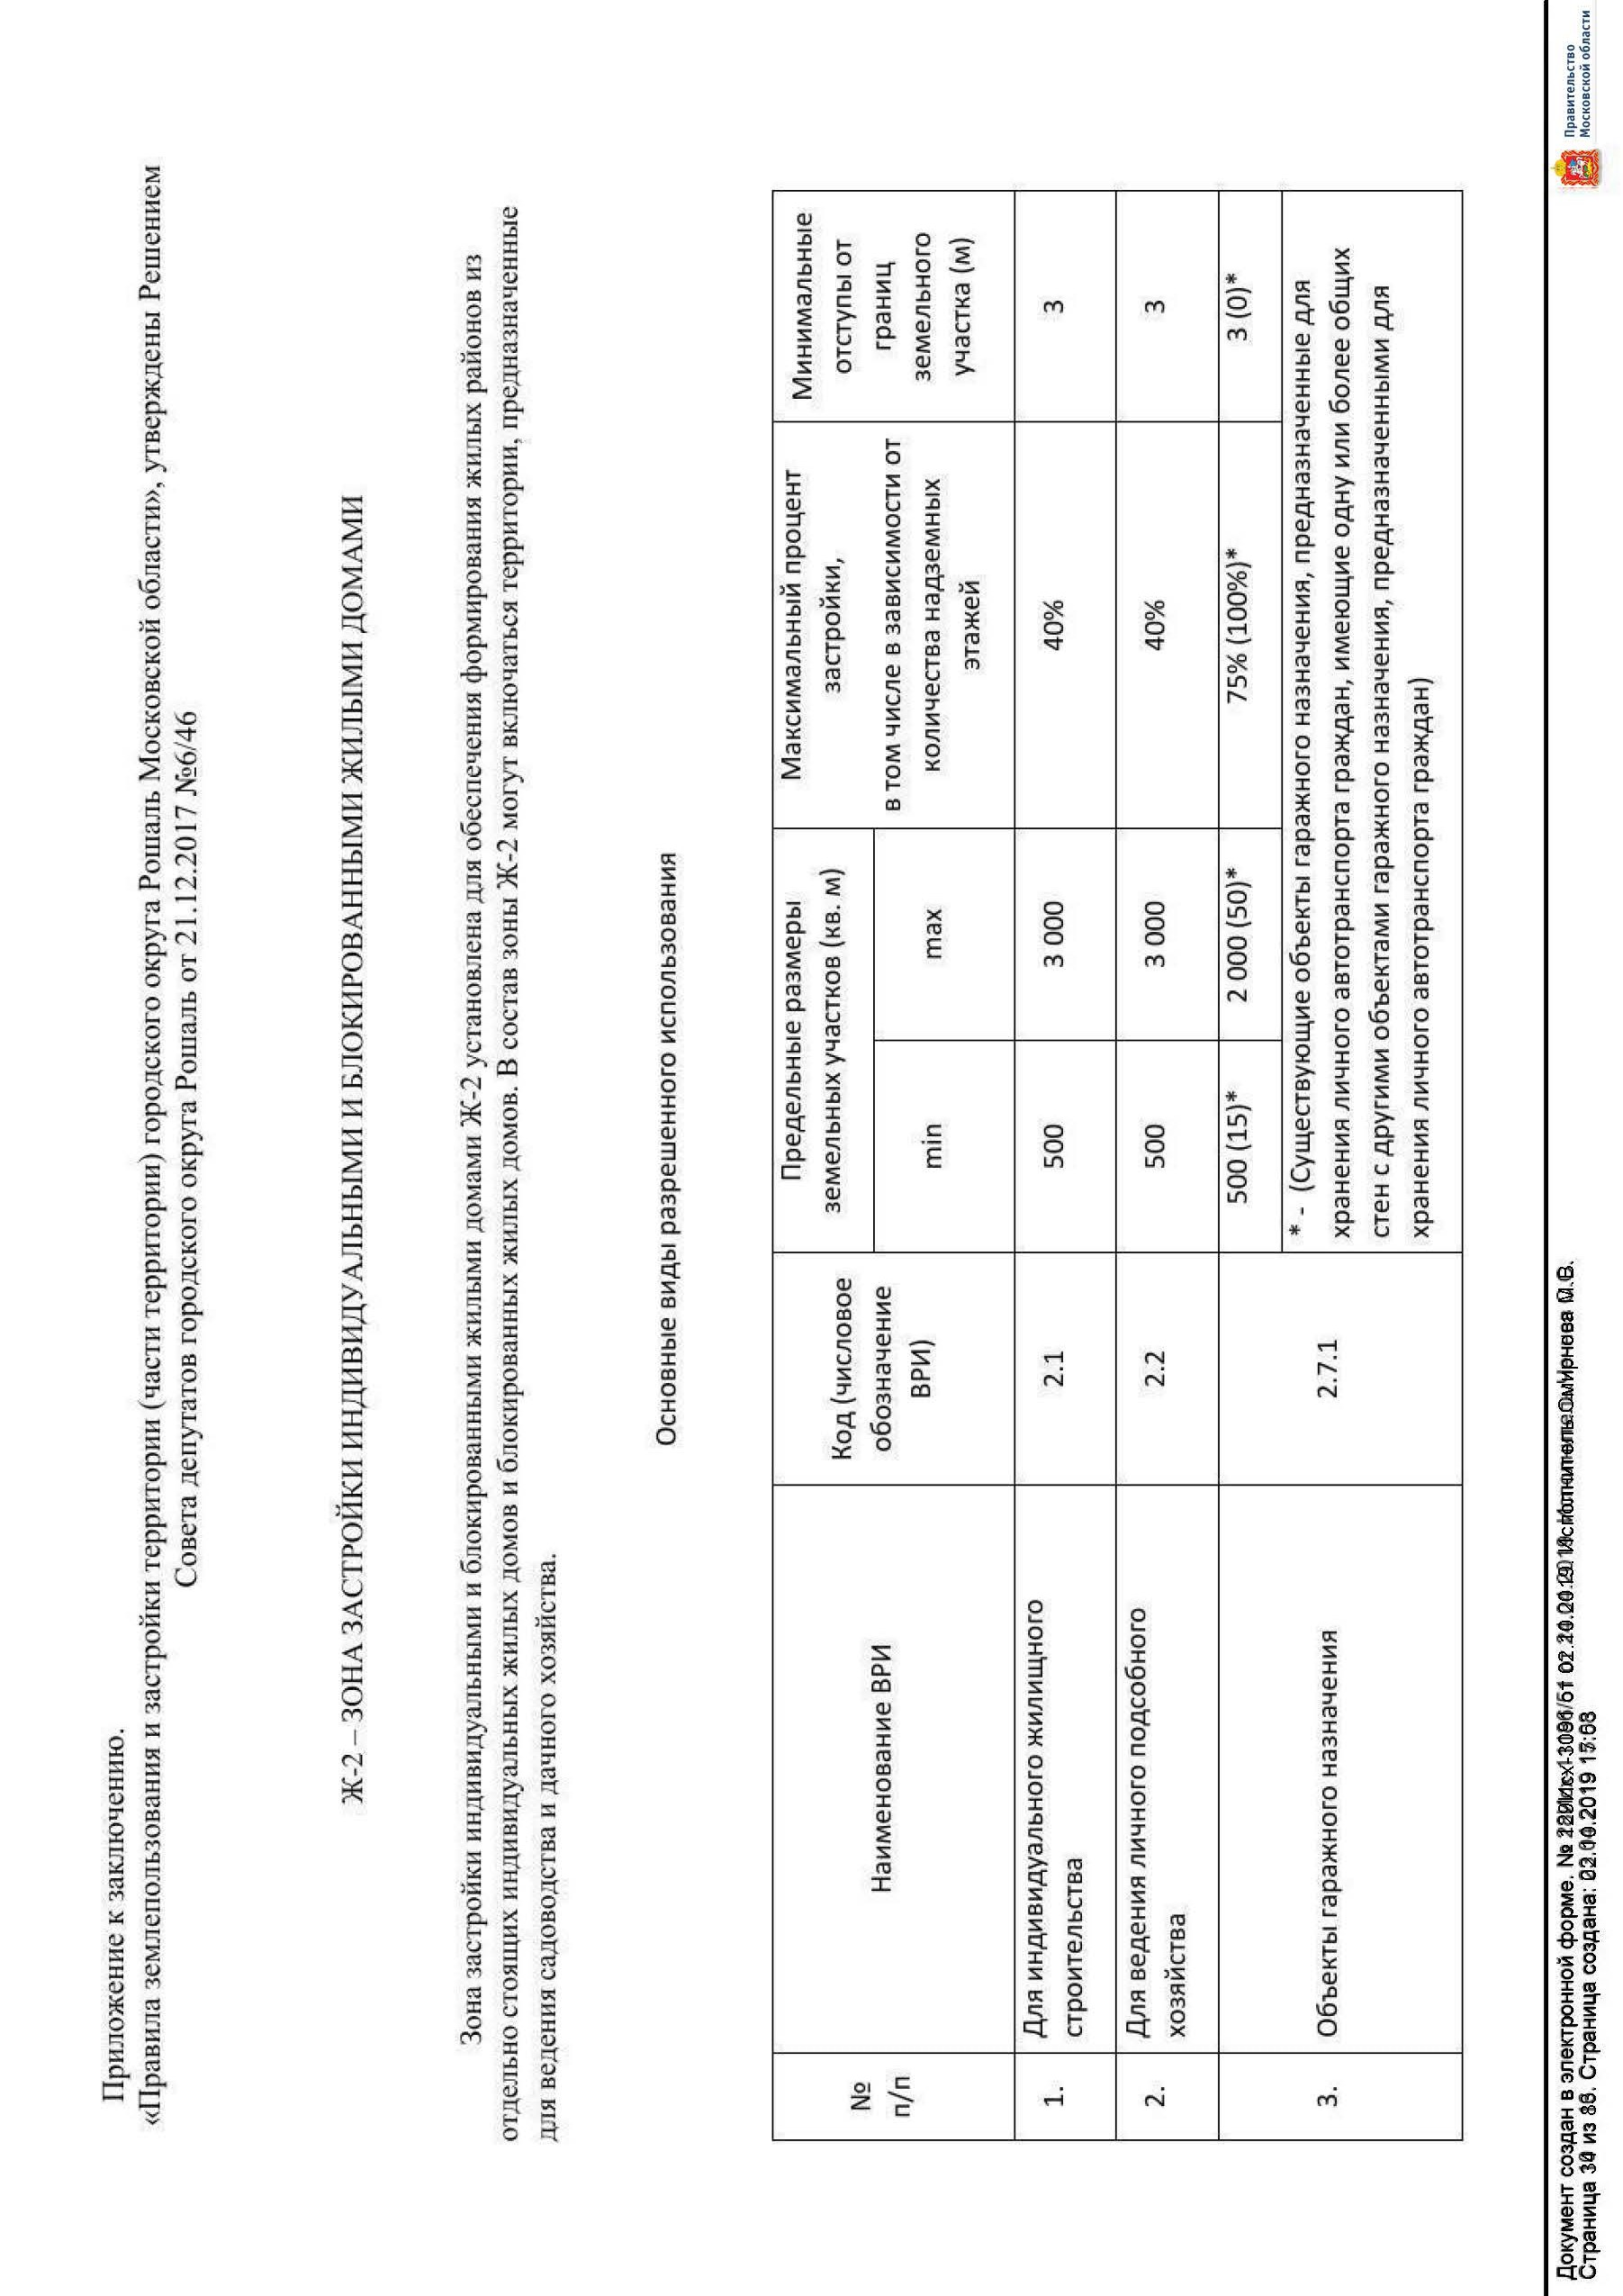 Приложение к заключению.
«Правила землепользования и застройки территории (части территории) городского округа Рошаль Московской области», утверждены Решением
Совета депутатов городского округа Рошаль от 21.12.2017 №6/46
Ж-2 – ЗОНА ЗАСТРОЙКИ ИНДИВИДУАЛЬНЫМИ И БЛОКИРОВАННЫМИ ЖИЛЫМИ ДОМАМИ
Зона застройки индивидуальными и блокированными жилыми домами Ж-2 установлена для обеспечения формирования жилых районов из
отдельно стоящих индивидуальных жилых домов и блокированных жилых домов. В состав зоны Ж-2 могут включаться территории, предназначенные
для ведения садоводства и дачного хозяйства.
Основные виды разрешенного использования
№
п/п
Наименование ВРИ
Код (числовое
обозначение
ВРИ)
Предельные размеры
земельных участков (кв. м)
min
max
Максимальный процент
застройки,
в том числе в зависимости от
количества надземных
этажей
Минимальные
отступы от
границ
земельного
участка (м)
1.
Для индивидуального жилищного
строительства
2.1
500
3 000
40%
3
2.
Для ведения личного подсобного
хозяйства
2.2
500
3 000
40%
3
3.
Объекты гаражного назначения
2.7.1
500 (15)*
2 000 (50)*
75% (100%)*
3 (0)*
* - (Существующие объекты гаражного назначения, предназначенные для
хранения личного автотранспорта граждан, имеющие одну или более общих
стен с другими объектами гаражного назначения, предназначенными для
хранения личного автотранспорта граждан)
Документ создан в электронной форме. №
Страница из Страница создана:
Правительство
Московской области